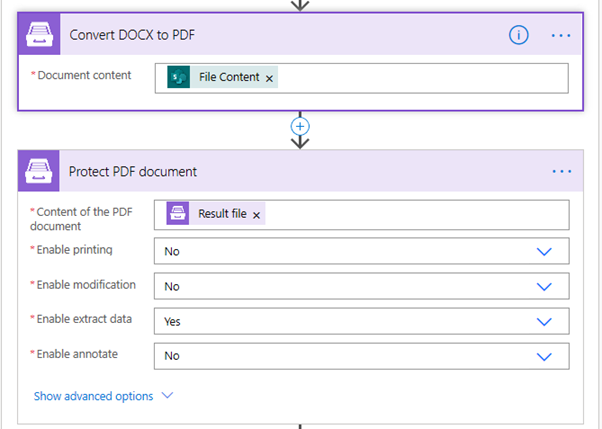 Convert DOCX to PDF
* Document content
File Content ×
Protect PDF document
* Content of the PDF
document
Result file ×
* Enable printing
No
* Enable modification
No
* Enable extract data
Yes
* Enable annotate
No
Show advanced options